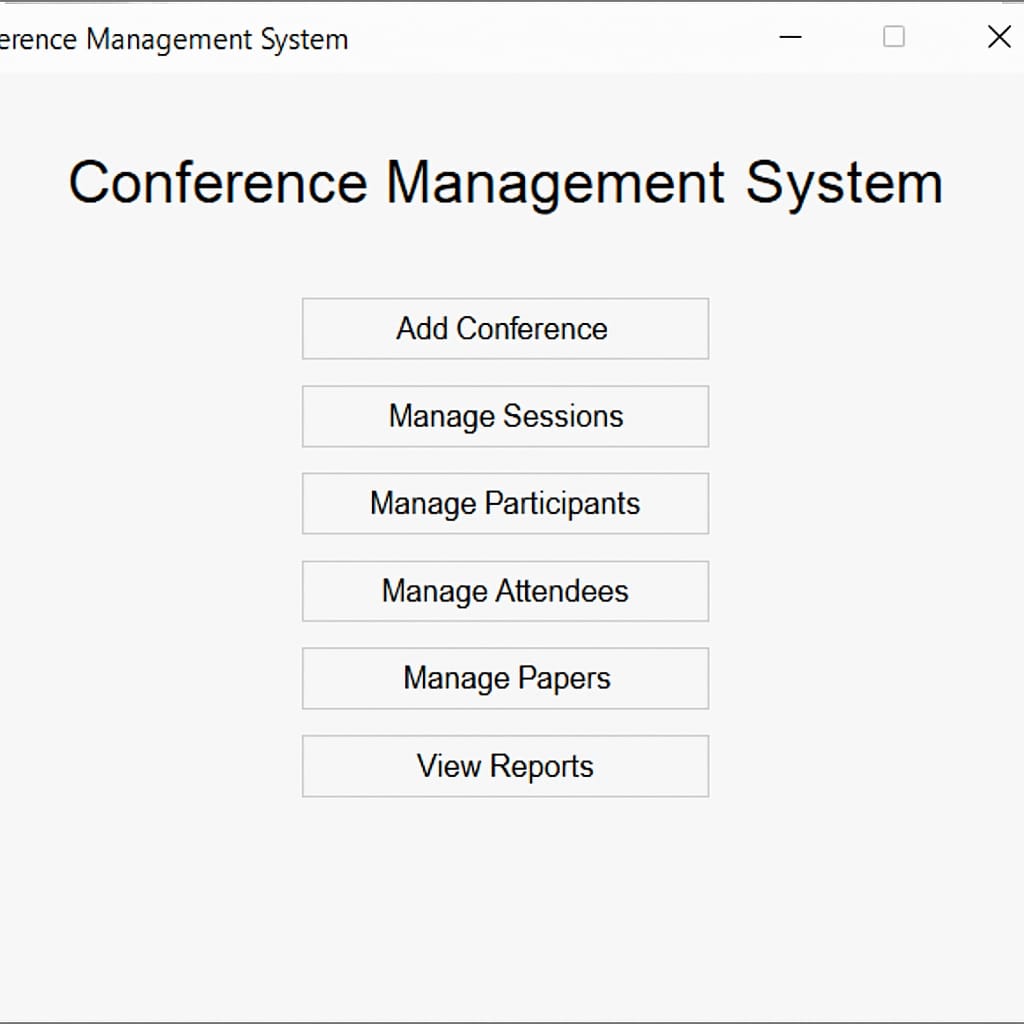 erence Management System
Conference Management System
Add Conference
Manage Sessions
Manage Participants
Manage Attendees
Manage Papers
View Reports